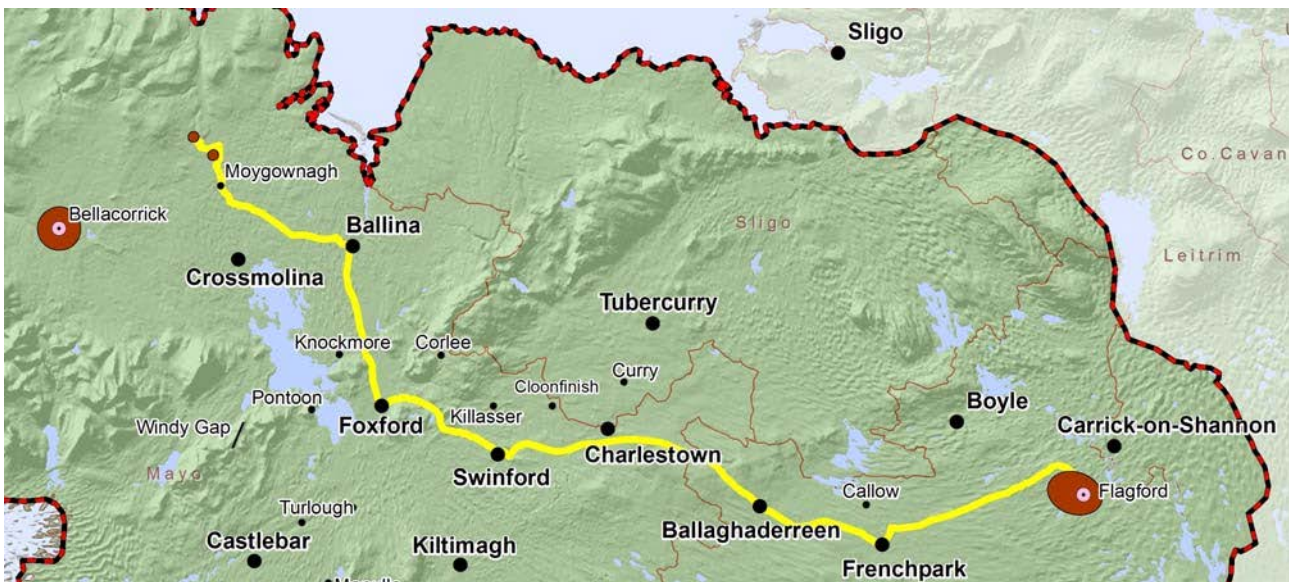 Sligo
Co.Cavan
Moygownagh
Bellacorrick
Ballina
Sligo
Leitrim
Crossmolina
Tubercurry
Knockmore
Corlee
Curry
Cloonfinish
Pontoon
Killasser
Boyle
Foxford
Windy Gap
Carrick-on-Shannon
Charlestown
Mayo
Swinford
Callow
Flagford
Turlough
Ballaghaderreen
Castlebar
Kiltimagh
Frenchpark